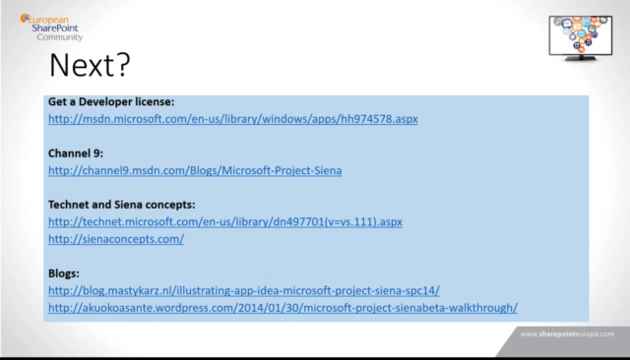 European
SharePoint
Community
Next?
Get a Developer license:
http://msdn.microsoft.com/en-us/library/windows/apps/hh974578.aspx
Channel 9:
http://channel9.msdn.com/Blogs/Microsoft-Project-Siena
Technet and Siena concepts:
http://technet.microsoft.com/en-us/library/dn497701(v=vs.111).aspx
http://sienaconcepts.com/
Blogs:
http://blog.mastykarz.nl/illustrating-app-idea-microsoft-project-siena-spc14/
http://akuokoasante.wordpress.com/2014/01/30/microsoft-project-sienabeta-walkthrough/
www.sharepointeurope.com